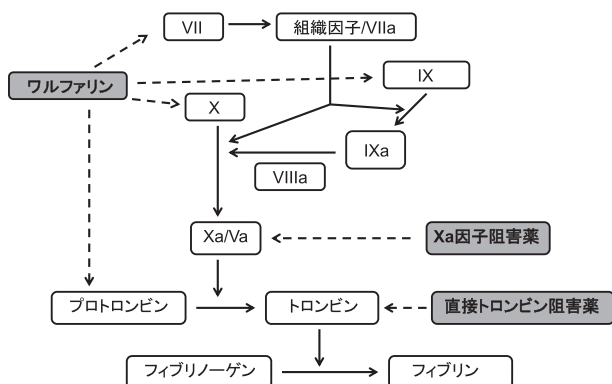 VII
組織因子/VIIa
ワルファリン
IX
X
IXa
VIIIa
Xa/Va
Xa因子阻害薬
プロトロンビン
トロンビン
直接トロンビン阻害薬
フィブリノーゲン
フィブリン